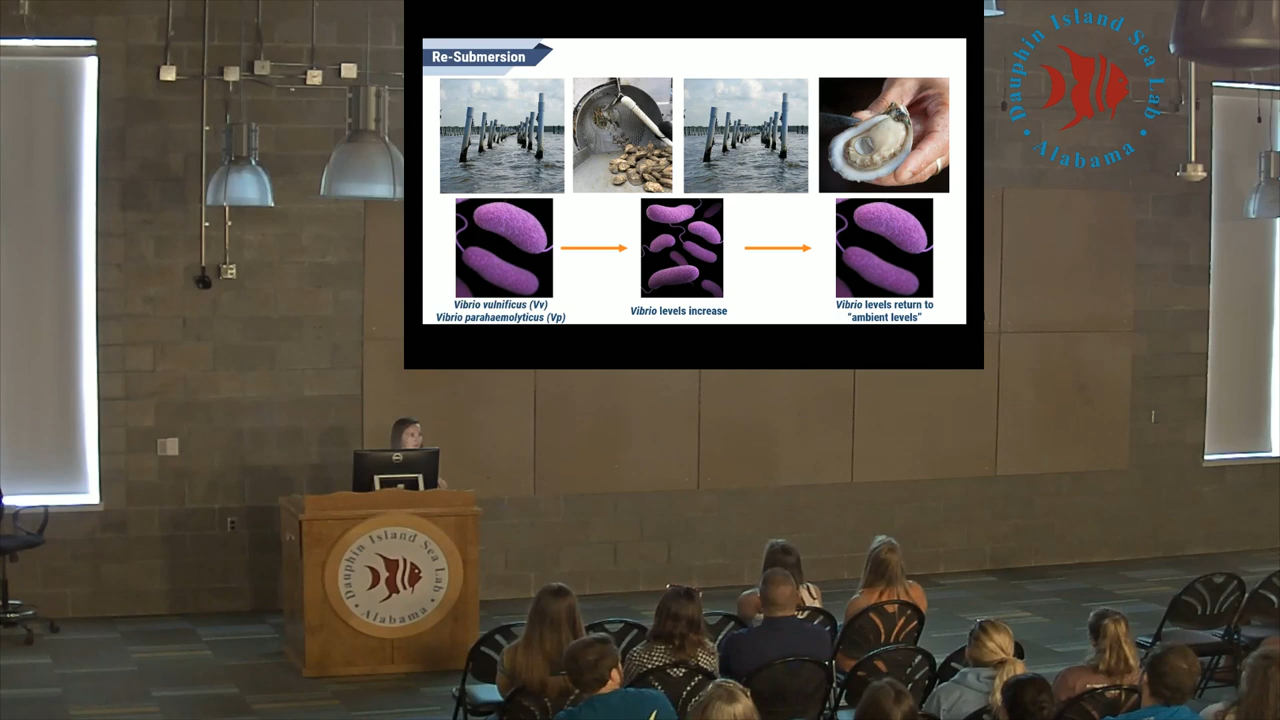 Re-Submersion
Vibrio vulnificus (Vv)
Vibrio parahaemolyticus (Vp)
Vibrio levels increase
Vibrio levels return to
"ambient levels"
Dauphin Island Sea Lab
• Alabama •
DELL
Dauphin Island Sea Lab
• Alabama •